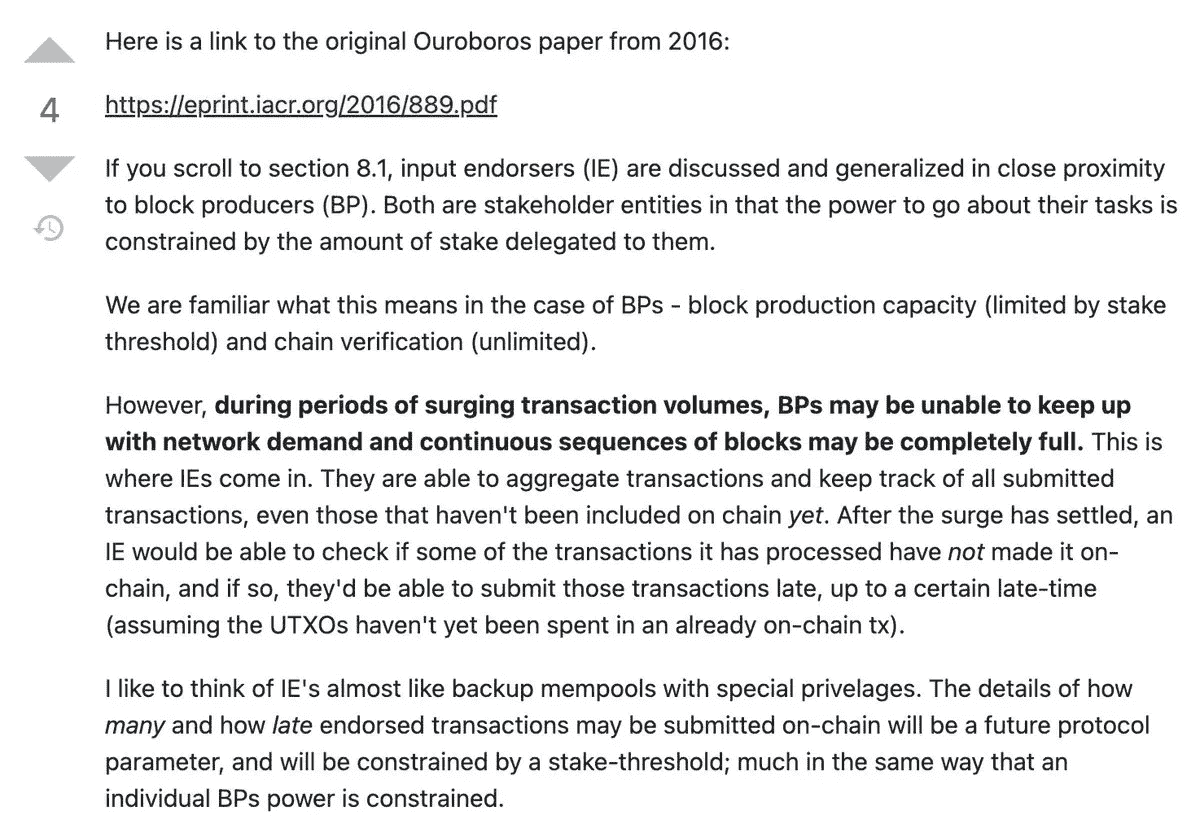 Here is a link to the original Ouroboros paper from 2016:
4
https://eprint.iacr.org/2016/889.pdf
If you scroll to section 8.1, input endorsers (IE) are discussed and generalized in close proximity
to block producers (BP). Both are stakeholder entities in that the power to go about their tasks is
constrained by the amount of stake delegated to them.
We are familiar what this means in the case of BPs - block production capacity (limited by stake
threshold) and chain verification (unlimited).
However, during periods of surging transaction volumes, BPs may be unable to keep up
with network demand and continuous sequences of blocks may be completely full. This is
where IEs come in. They are able to aggregate transactions and keep track of all submitted
transactions, even those that haven't been included on chain yet. After the surge has settled, an
IE would be able to check if some of the transactions it has processed have not made it on-
chain, and if so, they'd be able to submit those transactions late, up to a certain late-time
(assuming the UTXOs haven't yet been spent in an already on-chain tx).
I like to think of IE's almost like backup mempools with special privelages. The details of how
many and how late endorsed transactions may be submitted on-chain will be a future protocol
parameter, and will be constrained by a stake-threshold; much in the same way that an
individual BPs power is constrained.